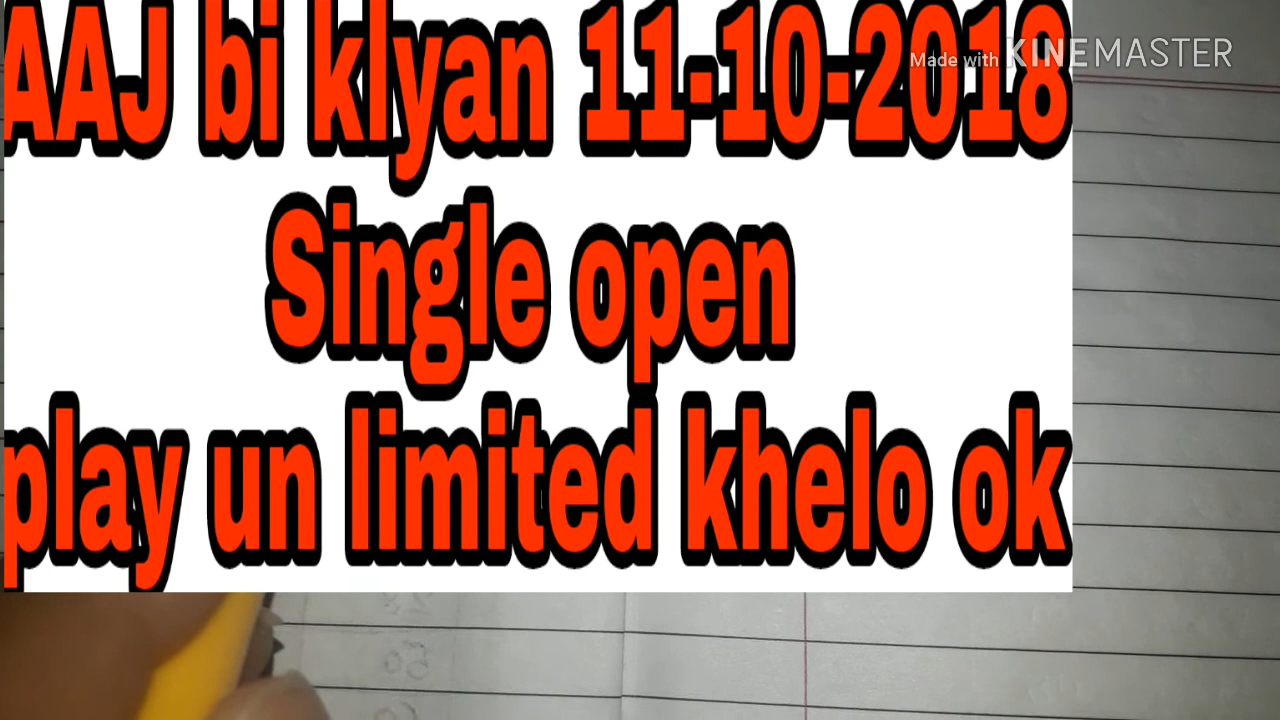 AAJ bi klyan 11-10-2018
Made with KINEMASTER
Single open
play un limited khelo ok